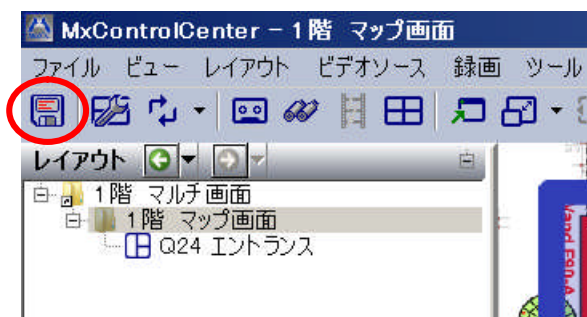 MxControlCenter - 1階 マップ画面
ファイル ビュー レイアウト ビデオソース 録画 ツール
レイアウト
1階 マルチ画面
1階 マップ画面
Q24 エントランス